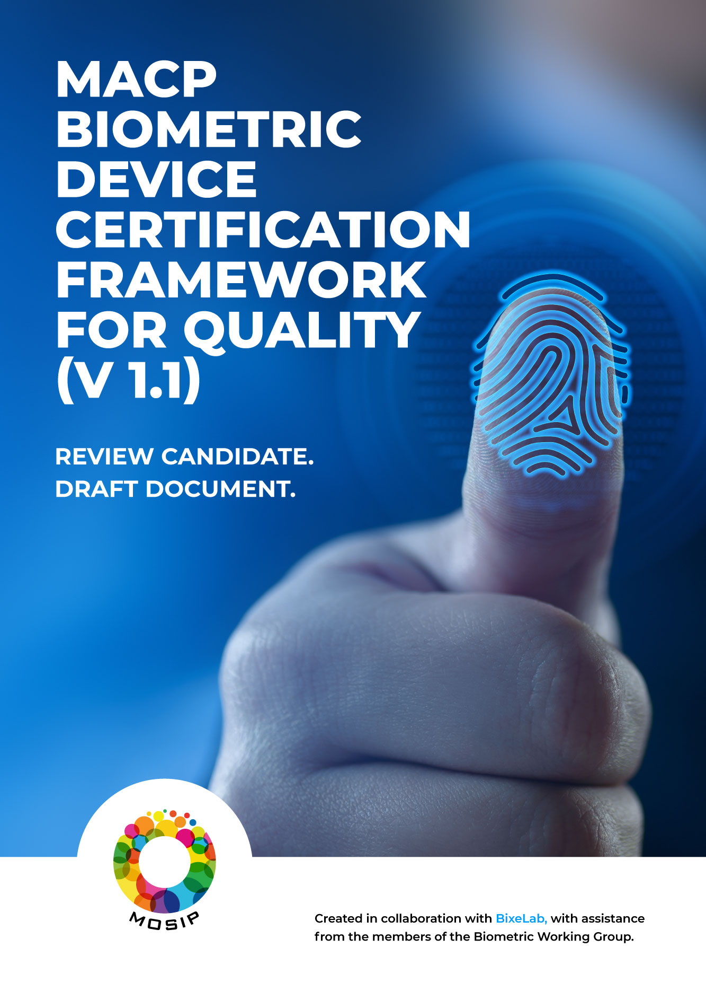 MACP
BIOMETRIC
DEVICE
CERTIFICATION
FRAMEWORK
FOR QUALITY
(V 1.1)
REVIEW CANDIDATE.
DRAFT DOCUMENT.
MOSIP
Created in collaboration with BixeLab, with assistance
from the members of the Biometric Working Group.